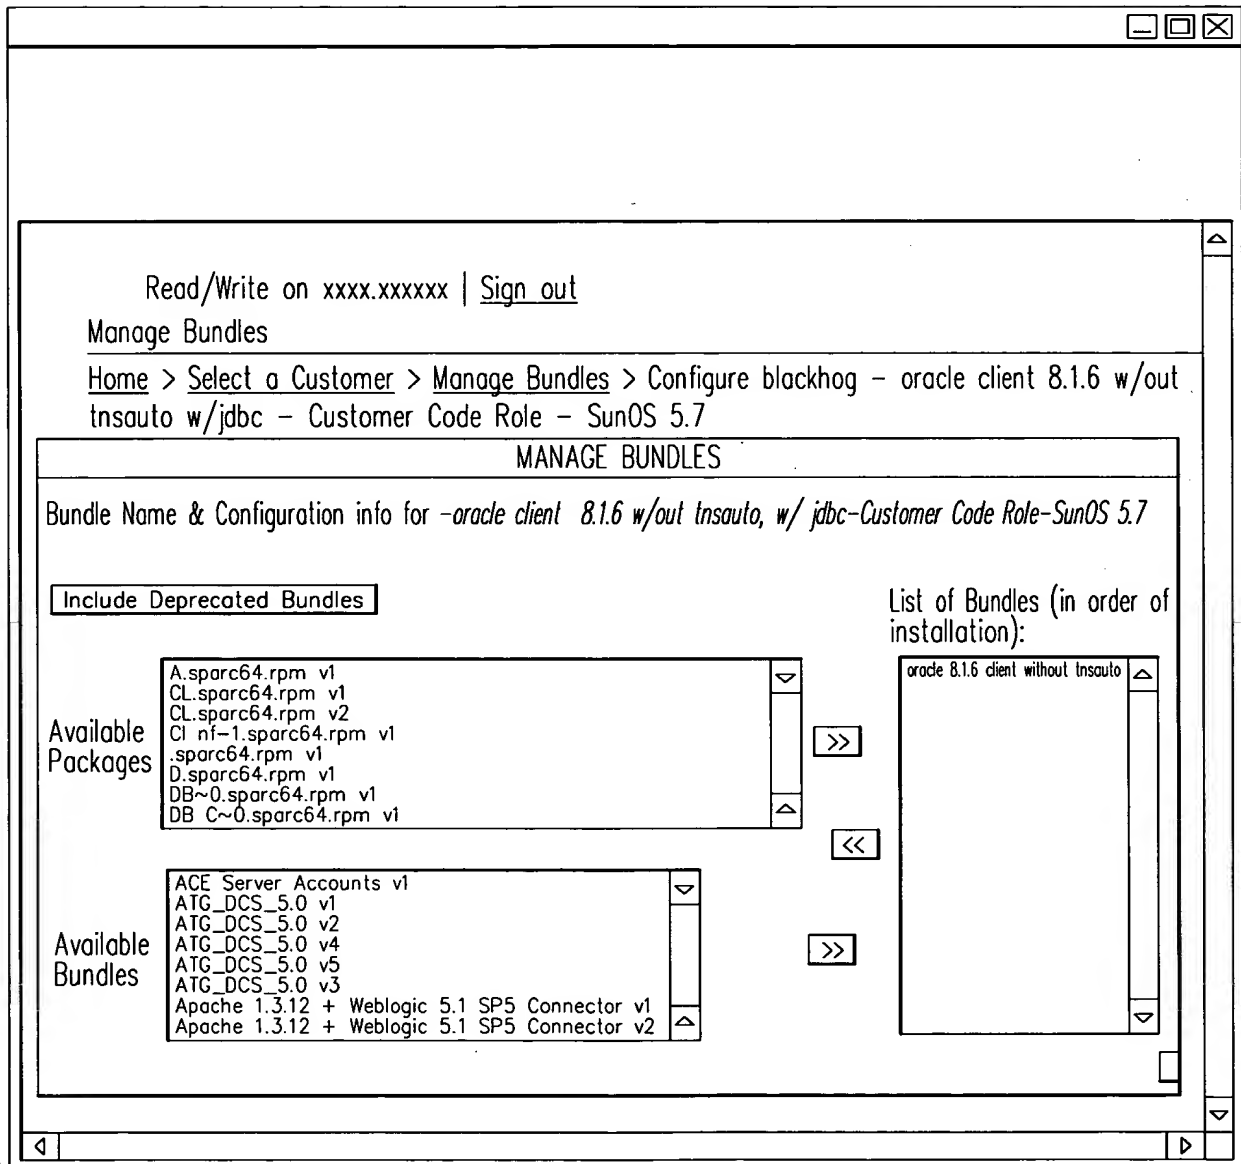 Read/Write on xxxx.xxxxxx | Sign out
Manage Bundles
Home > Select a Customer > Manage Bundles > Configure blackhog – oracle client 8.1.6 w/out
tnsauto w/jdbc – Customer Code Role – SunOS 5.7
MANAGE BUNDLES
Bundle Name & Configuration info for -oracle client 8.1.6 w/out tnsauto, w/ jdbc-Customer Code Role-SunOS 5.7
Include Deprecated Bundles
List of Bundles (in order of
installation):
Available
Packages
A.sparc64.rpm v1
CL.sparc64.rpm v1
CL.sparc64.rpm v2
CI nf-1.sparc64.rpm v1
.sparc64.rpm v1
D.sparc64.rpm v1
DB~0.sparc64.rpm v1
DB C~0.sparc64.rpm v1
>>
<<
>>
oracle 8.1.6 client without tnsauto
Available
Bundles
ACE Server Accounts v1
ATG_DCS_5.0 v1
ATG_DCS_5.0 v2
ATG_DCS_5.0 v4
ATG_DCS_5.0 v5
ATG_DCS_5.0 v3
Apache 1.3.12 + Weblogic 5.1 SP5 Connector v1
Apache 1.3.12 + Weblogic 5.1 SP5 Connector v2